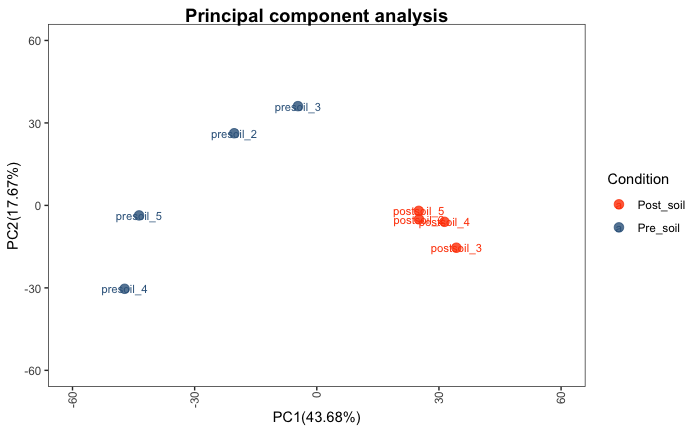 Principal component analysis
60
30
0
-30
-60
PC2(17.67%)
presoil_3
presoil_2
presoil_5
presoil_4
postsoil_5
postsoil_4
postsoil_3
-60
-30
0
30
60
PC1(43.68%)
Condition
Post_soil
Pre_soil